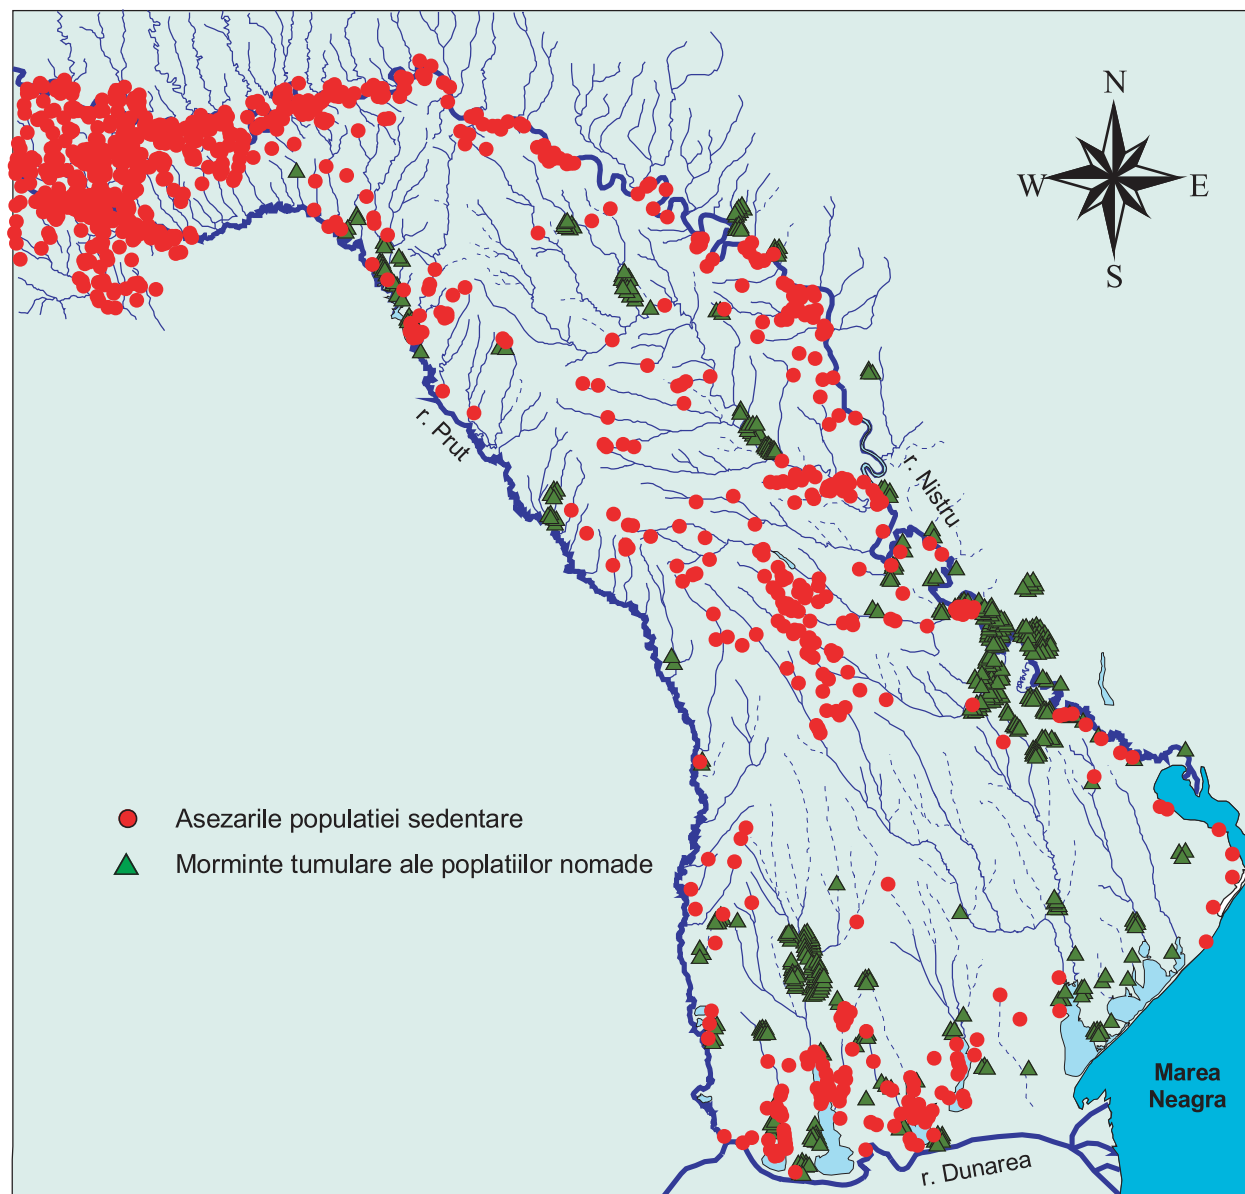 N
W
E
S
r. Prut
r. Nistru
Asezarile populatiei sedentare
Morminte tumulare ale poplatiilor nomade
Marea
Neagra
r. Dunarea